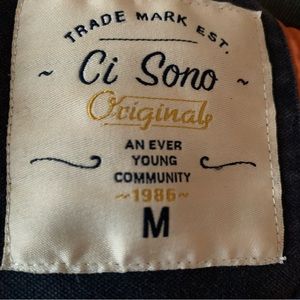 TRADE MARK EST.
~ Ci Sono ~
Original
AN EVER
YOUNG
COMMUNITY
~1986~
M